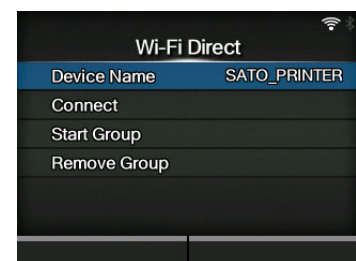 Wi-Fi Direct
Device Name SATO_PRINTER
Connect
Start Group
Remove Group